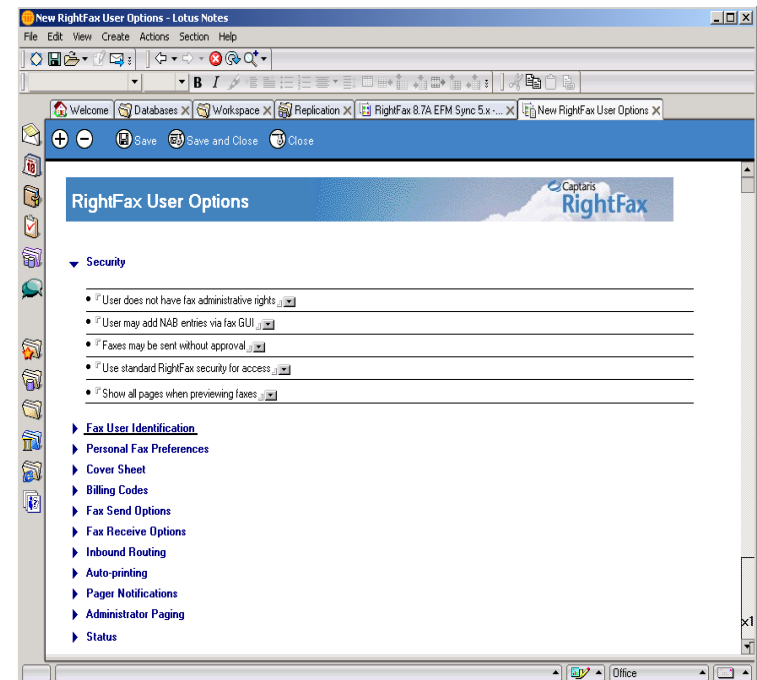 New RightFax User Options - Lotus Notes
File Edit View Create Actions Section Help
B I
Welcome Databases Workspace Replication RightFax 8.7A EFM Sync 5.x -... New RightFax User Options
Save Save and Close Close
RightFax User Options
Captaris
RightFax
Security
User does not have fax administrative rights
User may add NAB entries via fax GUI
Faxes may be sent without approval
Use standard RightFax security for access
Show all pages when previewing faxes
Fax User Identification
Personal Fax Preferences
Cover Sheet
Billing Codes
Fax Send Options
Fax Receive Options
Inbound Routing
Auto-printing
Pager Notifications
Administrator Paging
x1
Status
Office